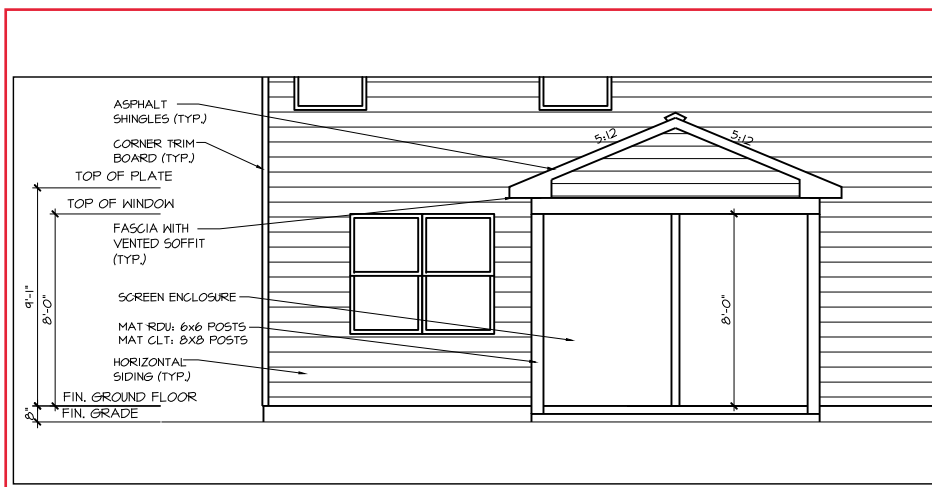 ASPHALT
SHINGLES (TYP.)
CORNER TRIM
BOARD (TYP.)
TOP OF PLATE
TOP OF WINDOW
FASCIA WITH
VENTED SOFFIT
(TYP.)
SCREEN ENCLOSURE
MAT RDU: 6x6 POSTS
MAT CLT: 8X8 POSTS
HORIZONTAL
SIDING (TYP.)
FIN. GROUND FLOOR
FIN. GRADE
9'-1"
8'-0"
8"
5:12
5:12
8'-0"